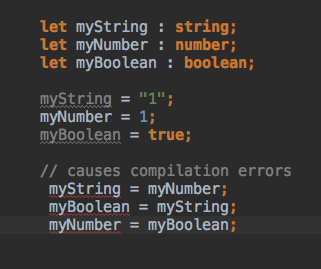 let myString : string;
let myNumber : number;
let myBoolean : boolean;
myString = "1";
myNumber = 1;
myBoolean = true;
// causes compilation errors
myString = myNumber;
myBoolean = myString;
myNumber = myBoolean;